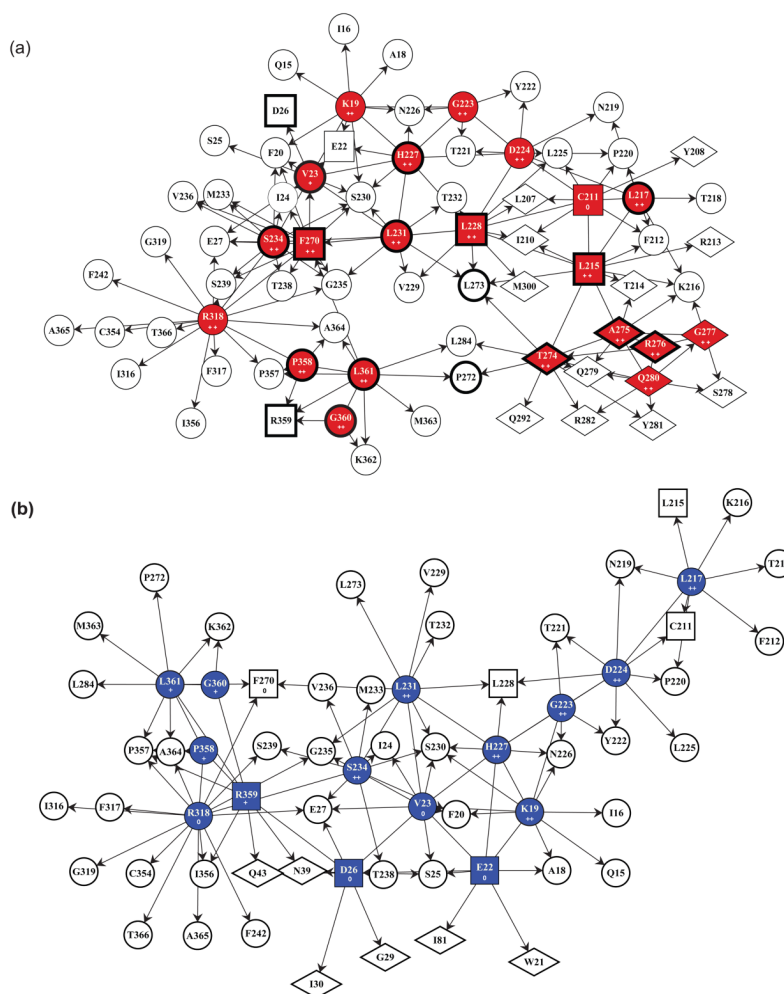 (a)
I16
A18
Q15
D26
K19
++
N226
G223
++
Y222
N219
S25
F20
E22
H227
++
T221
D224
++
L225
P220
Y208
V23
+
V236
M233
I24
S230
T232
L207
C211
0
L217
++
T218
G319
E27
S234
++
F270
++
L231
++
L228
++
I210
F212
R213
F242
S239
T238
G235
V229
L273
M300
L215
++
T214
K216
A365
C354
T366
R318
++
A364
L284
A275
++
R276
++
G277
++
I316
F317
P357
P358
++
L361
++
P272
T274
++
Q279
Q280
++
S278
I356
R359
G360
++
M363
Q292
R282
Y281
K362
(b)
L215
K216
P272
L273
V229
N219
L217
++
T21
M363
K362
T232
T221
C211
F212
L284
L361
+
G360
+
F270
0
V236
M233
L231
++
L228
D224
++
P220
G223
++
P357
A364
P358
+
S239
G235
I24
S230
H227
++
N226
Y222
L225
S234
++
I316
F317
R318
0
R359
+
E27
V23
0
F20
K19
++
I16
G319
C354
I356
Q43
N39
D26
0
T238
S25
E22
0
A18
Q15
T366
A365
F242
I30
G29
I81
W21